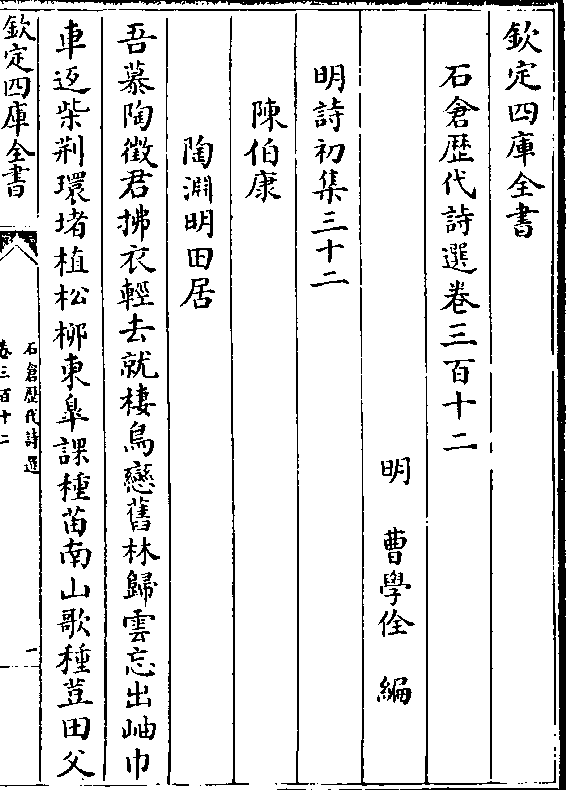 欽定四庫全書
石倉歴代詩選卷三百十二
明 曹學佺 編
明詩初集三十二
陳伯康
陶淵明田居
吾慕陶徵君拂衣輕去就棲鳥戀舊林歸雲忘出岫巾
車返柴荆環堵植松柳東臯課種苗南山歌種荳田父
欽定四庫全書
石倉歴代詩選
卷三百十二
一